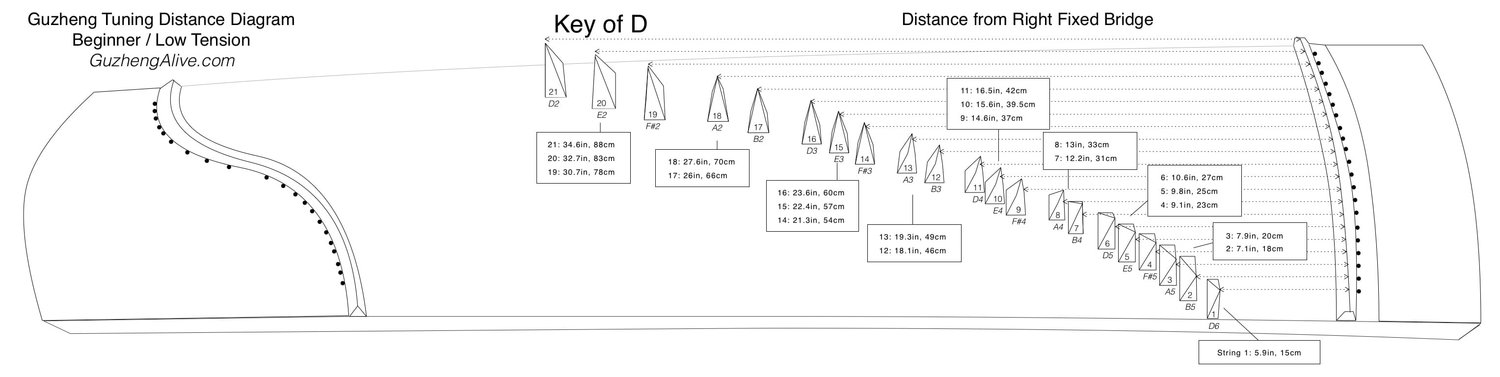 Guzheng Tuning Distance Diagram
Beginner / Low Tension
GuzhengAlive.com
Key of D
Distance from Right Fixed Bridge
21
D2
20
E2
19
F#2
18
A2
17
B2
16
D3
15
E3
14
F#3
13
A3
12
B3
11
D4
10
E4
9
F#4
8
A4
7
B4
6
D5
5
E5
4
F#5
3
A5
2
B5
1
D6
21: 34.6in, 88cm
20: 32.7in, 83cm
19: 30.7in, 78cm
18: 27.6in, 70cm
17: 26in, 66cm
16: 23.6in, 60cm
15: 22.4in, 57cm
14: 21.3in, 54cm
13: 19.3in, 49cm
12: 18.1in, 46cm
11: 16.5in, 42cm
10: 15.6in, 39.5cm
9: 14.6in, 37cm
8: 13in, 33cm
7: 12.2in, 31cm
6: 10.6in, 27cm
5: 9.8in, 25cm
4: 9.1in, 23cm
3: 7.9in, 20cm
2: 7.1in, 18cm
String 1: 5.9in, 15cm